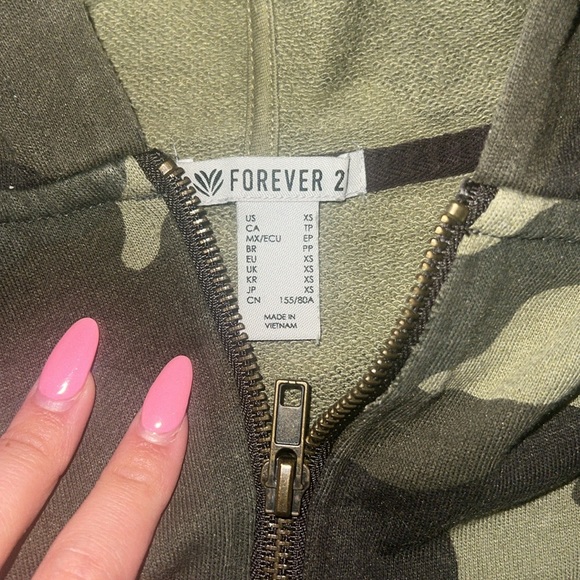 FOREVER 2
US XS
CA TP
MX/ECU EP
BR PP
EU XS
UK XS
KR XS
JP XS
CN 155/80A
MADE IN
VIETNAM